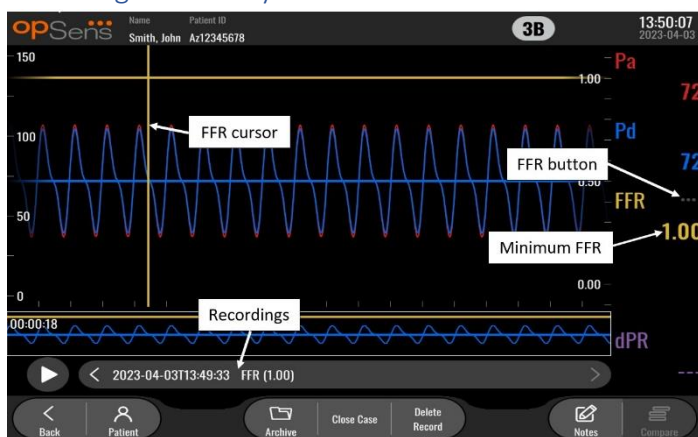 opSens
Name
Patient ID
Smith, John
Az12345678
3B
13:50:07
2023-04-03
150
1.00
Pa
72
100
FFR cursor
Pd
FFR button
72
0.50
---
FFR
50
Minimum FFR
1.00
0.00
0
Recordings
00:00:18
dPR
2023-04-03T13:49:33 FFR (1.00)
---
Back
Patient
Archive
Close Case
Delete
Record
Notes
Compare